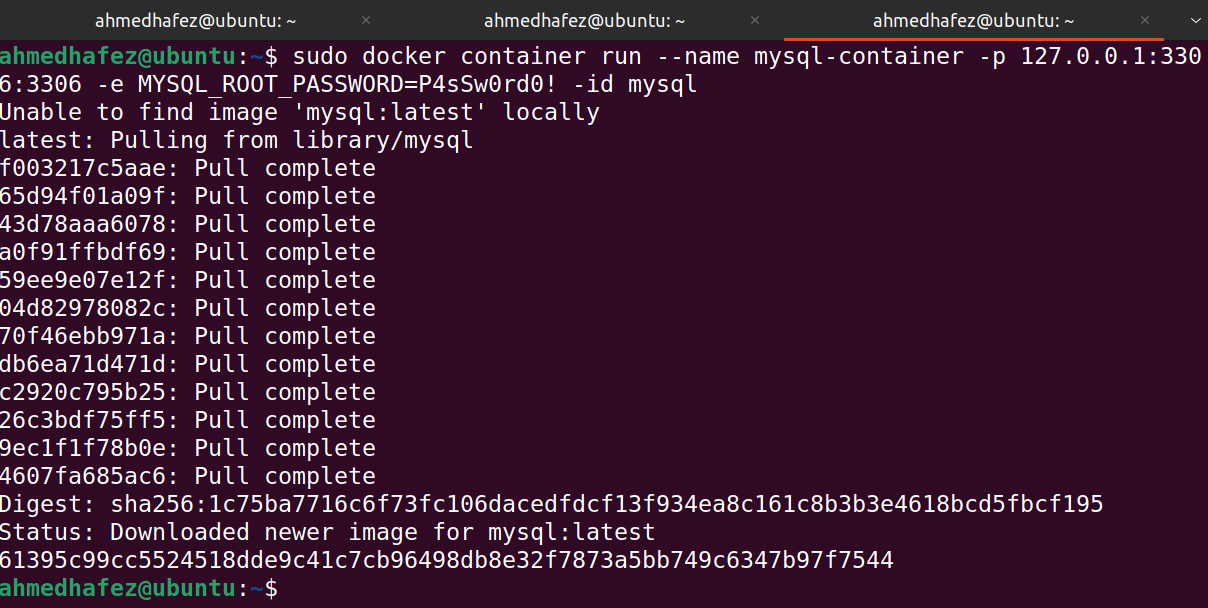 ahmedhafez@ubuntu: ~ × ahmedhafez@ubuntu: ~ × ahmedhafez@ubuntu: ~ ×
ahmedhafez@ubuntu:~$ sudo docker container run --name mysql-container -p 127.0.0.1:330
6:3306 -e MYSQL_ROOT_PASSWORD=P4sSw0rd0! -id mysql
Unable to find image 'mysql:latest' locally
latest: Pulling from library/mysql
f003217c5aae: Pull complete
65d94f01a09f: Pull complete
43d78aaa6078: Pull complete
a0f91ffbdf69: Pull complete
59ee9e07e12f: Pull complete
04d82978082c: Pull complete
70f46ebb971a: Pull complete
db6ea71d471d: Pull complete
c2920c795b25: Pull complete
26c3bdf75ff5: Pull complete
9ec1f1f78b0e: Pull complete
4607fa685ac6: Pull complete
Digest: sha256:1c75ba7716c6f73fc106dacedfdcf13f934ea8c161c8b3b3e4618bcd5fbcf195
Status: Downloaded newer image for mysql:latest
61395c99cc5524518dde9c41c7cb96498db8e32f7873a5bb749c6347b97f7544
ahmedhafez@ubuntu:~$